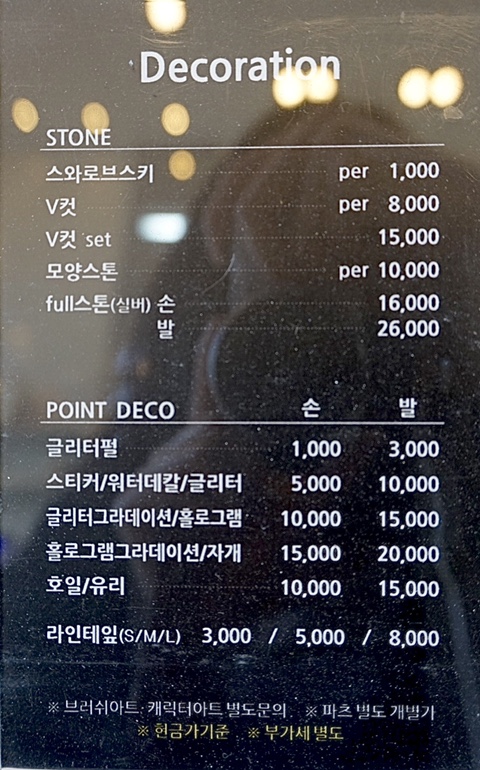 Decoration
STONE
스와로브스키 per 1,000
V컷 per 8,000
V컷 set 15,000
모양스톤 per 10,000
full스톤(실버) 손 16,000
발 26,000
POINT DECO 손 발
글리터펄 1,000 3,000
스티커/워터데칼/글리터 5,000 10,000
글리터그라데이션/홀로그램 10,000 15,000
홀로그램그라데이션/자개 15,000 20,000
호일/유리 10,000 15,000
라인테잎(S/M/L) 3,000 / 5,000 / 8,000
※ 브러쉬아트·캐릭터아트 별도문의 ※ 파츠 별도 개별가
※ 현금가기준 ※ 부가세 별도